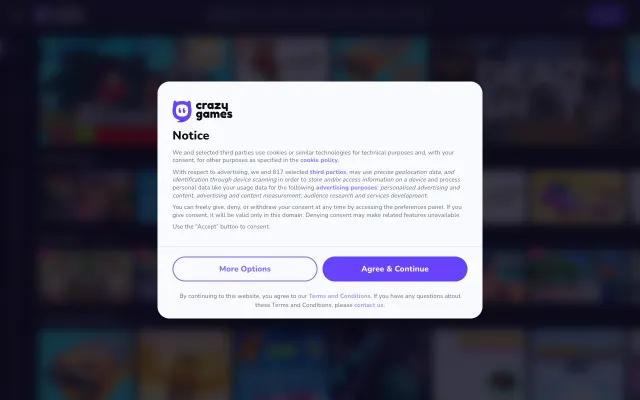 crazy
games
Notice
We and selected third parties use cookies or similar technologies for technical purposes and, with your
consent, for other purposes as specified in the cookie policy.
With respect to advertising, we and 817 selected third parties, may use precise geolocation data, and
identification through device scanning in order to store and/or access information on a device and process
personal data like your usage data for the following advertising purposes: personalised advertising and
content, advertising and content measurement, audience research and services development.
You can freely give, deny, or withdraw your consent at any time by accessing the preferences panel. If you
give consent, it will be valid only in this domain. Denying consent may make related features unavailable.
Use the "Accept" button to consent.
More Options
Agree & Continue
By continuing to this website, you agree to our Terms and Conditions. If you have any questions about
these Terms and Conditions, please contact us.